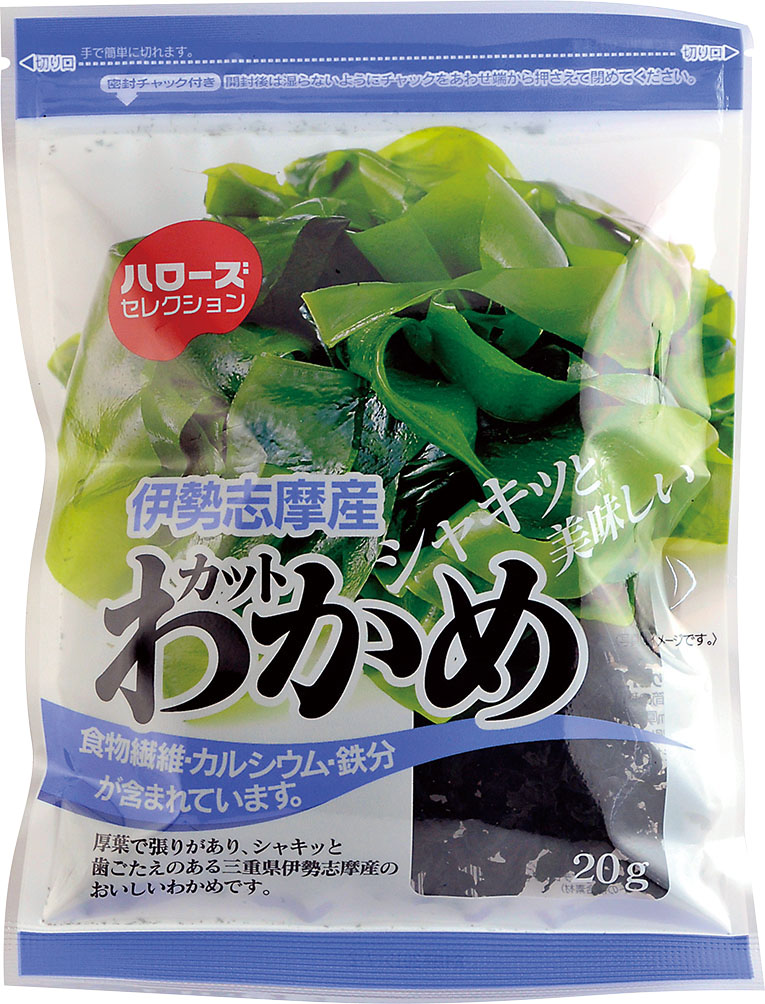 手で簡単に切れます。
切り口
切り口
密封チャック付き
開封後は湿らないようにチャックをあわせ端から押さえて閉めてください。
ハローズ
セレクション
伊勢志摩産
シャキッと
美味しい
カット
わかめ
メージです。〉
食物繊維・カルシウム・鉄分
が含まれています。
厚葉で張りがあり、シャキッと
歯ごたえのある三重県伊勢志摩産の
おいしいわかめです。
20g